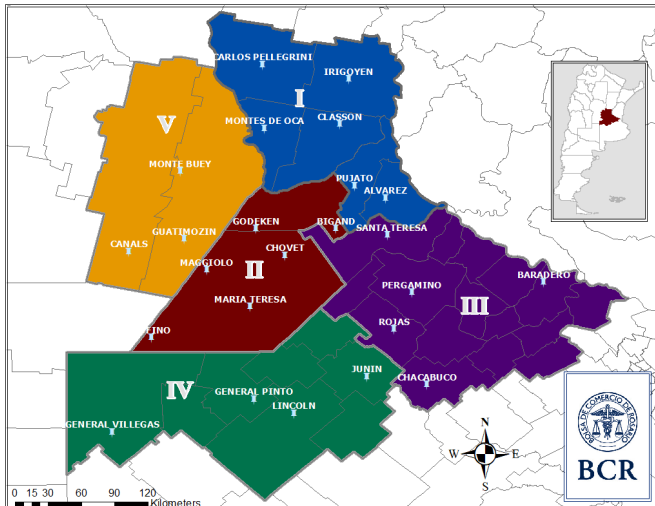 CARLOS PELLEGRINI
IRIGOYEN
I
V
MONTES DE OCA
CLASSON
MONTE BUEY
PUJATO
ALVAREZ
GODEKEN
BIGAND
SANTA TERESA
GUATIMOZIN
CANALS
CHOVET
MAGGIOLO
II
BARADERO
PERGAMINO
III
MARIA TERESA
ROJAS
FINO
JUNIN
CHACABUCO
IV
GENERAL PINTO
LINCOLN
GENERAL VILLEGAS
N
W
E
S
BOLSA DE COMERCIO DE ROSARIO
BCR
0 15 30 60 90 120
Kilometers